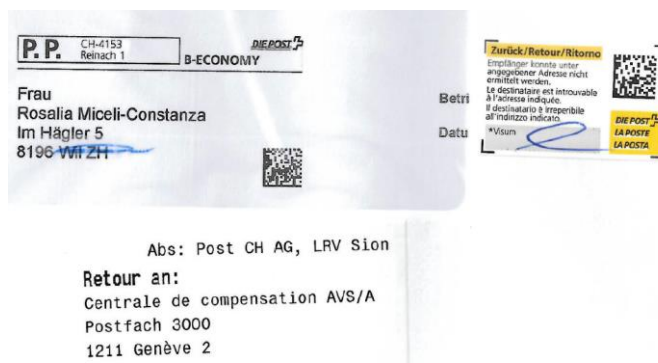 P.P. CH-4153
Reinach 1
B-ECONOMY
DIE POST
Frau
Rosalia Miceli-Constanza
Im Hägler 5
8196 Wil ZH
Betri
Datu
Zurück/Retour/Ritorno
Empfänger konnte unter
angegebener Adresse nicht
ermittelt werden.
Le destinataire est introuvable
à l'adresse indiquée.
Il destinatario è irreperibile
all'indirizzo indicato.
*Visum
DIE POST
LA POSTE
LA POSTA
Abs: Post CH AG, LRV Sion
Retour an:
Centrale de compensation AVS/A
Postfach 3000
1211 Genève 2